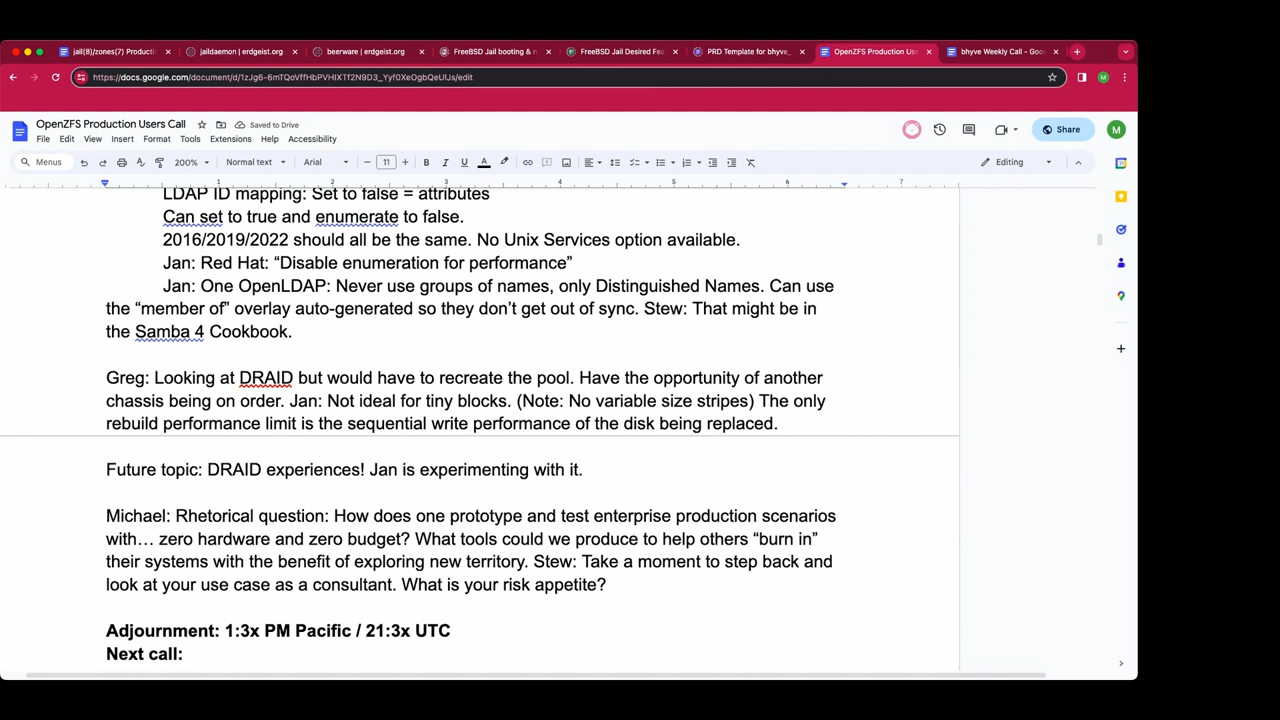 jail(8)/zones(7) Producti
jaildaemon | erdgeist.org
beerware | erdgeist.org
FreeBSD Jail booting & n
FreeBSD Jail Desired Fea
PRD Template for bhyve_
OpenZFS Production Use
bhyve Weekly Call - Goo
https://docs.google.com/document/d/1zJg6-6mTQoVffHbPVHIXTf2N9D3_Yyf0XeOgbQeUIJs/edit
OpenZFS Production Users Call
Saved to Drive
File Edit View Insert Format Tools Extensions Help Accessibility
Share
M
Menus 200% Normal text Arial 11 B I U A Editing
1 2 3 4 5 6 7
LDAP ID mapping: Set to false = attributes
Can set to true and enumerate to false.
2016/2019/2022 should all be the same. No Unix Services option available.
Jan: Red Hat: “Disable enumeration for performance”
Jan: One OpenLDAP: Never use groups of names, only Distinguished Names. Can use
the “member of” overlay auto-generated so they don’t get out of sync. Stew: That might be in
the Samba 4 Cookbook.
Greg: Looking at DRAID but would have to recreate the pool. Have the opportunity of another
chassis being on order. Jan: Not ideal for tiny blocks. (Note: No variable size stripes) The only
rebuild performance limit is the sequential write performance of the disk being replaced.
Future topic: DRAID experiences! Jan is experimenting with it.
Michael: Rhetorical question: How does one prototype and test enterprise production scenarios
with… zero hardware and zero budget? What tools could we produce to help others “burn in”
their systems with the benefit of exploring new territory. Stew: Take a moment to step back and
look at your use case as a consultant. What is your risk appetite?
Adjournment: 1:3x PM Pacific / 21:3x UTC
Next call: